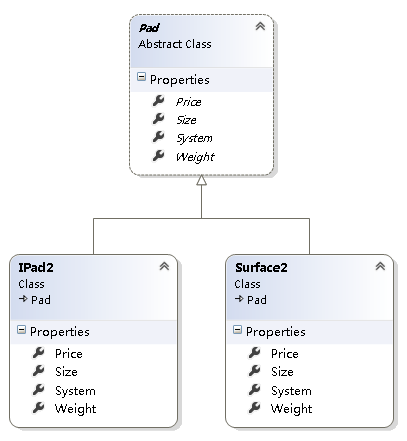 Pad
Abstract Class
Properties
Price
Size
System
Weight
IPad2
Class
Pad
Properties
Price
Size
System
Weight
Surface2
Class
Pad
Properties
Price
Size
System
Weight